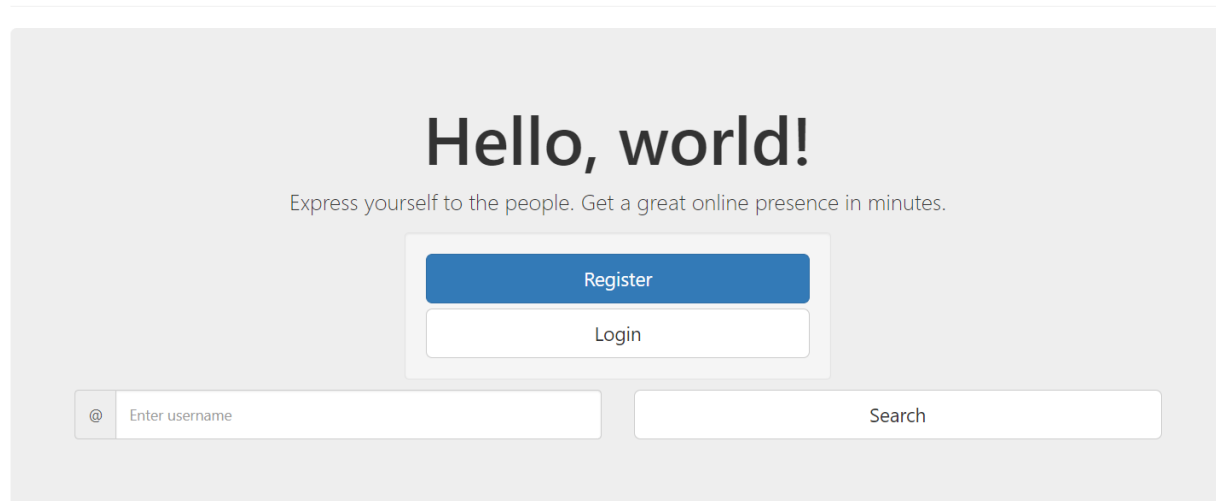 Hello, world!
Express yourself to the people. Get a great online presence in minutes.
Register
Login
@ Enter username
Search